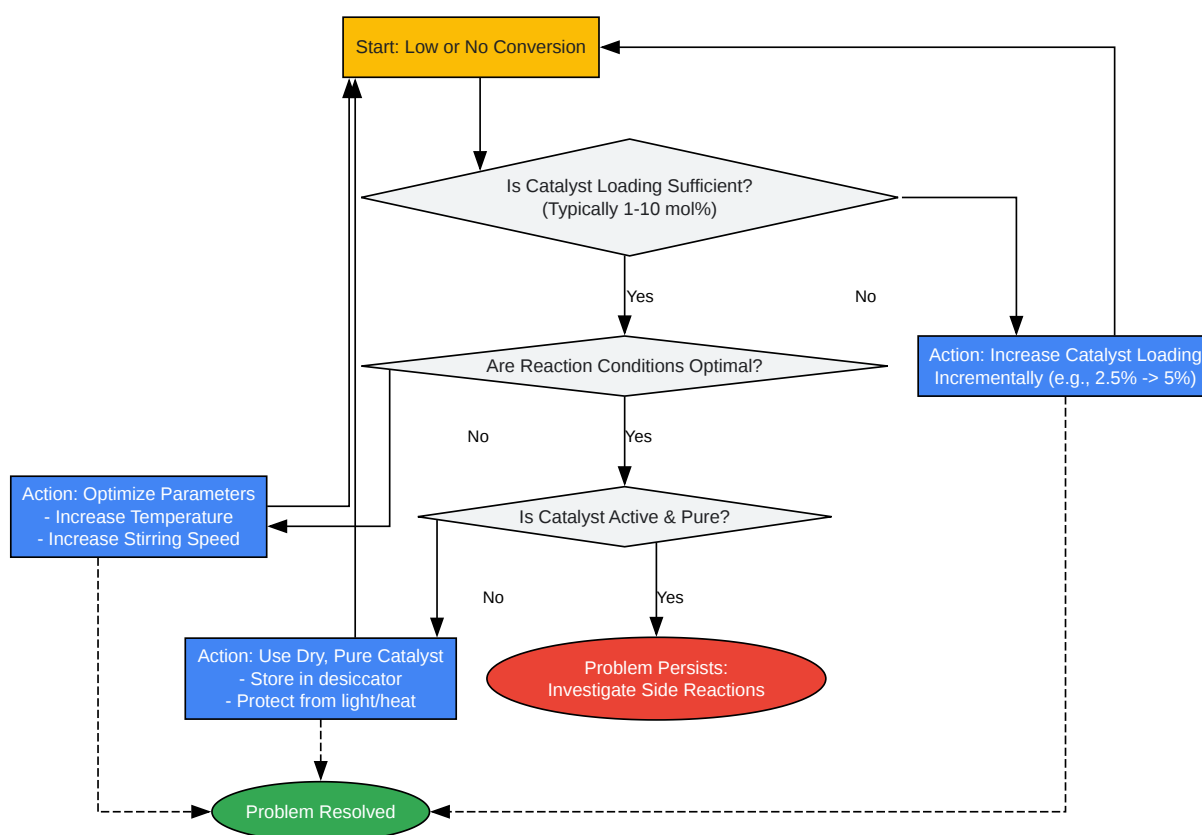 Start: Low or No Conversion
Is Catalyst Loading Sufficient?
(Typically 1-10 mol%)
Yes
No
Are Reaction Conditions Optimal?
Action: Increase Catalyst Loading
Incrementally (e.g., 2.5% -> 5%)
No
Yes
Action: Optimize Parameters
- Increase Temperature
- Increase Stirring Speed
Is Catalyst Active & Pure?
No
Yes
Action: Use Dry, Pure Catalyst
- Store in desiccator
- Protect from light/heat
Problem Persists:
Investigate Side Reactions
Problem Resolved